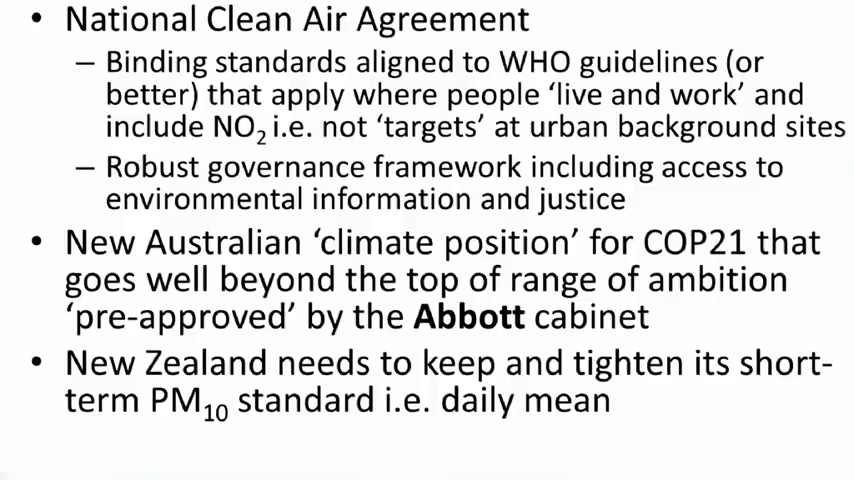 • National Clean Air Agreement
– Binding standards aligned to WHO guidelines (or
better) that apply where people ‘live and work’ and
include NO₂ i.e. not ‘targets’ at urban background sites
– Robust governance framework including access to
environmental information and justice
• New Australian ‘climate position’ for COP21 that
goes well beyond the top of range of ambition
‘pre-approved’ by the Abbott cabinet
• New Zealand needs to keep and tighten its short-
term PM₁₀ standard i.e. daily mean